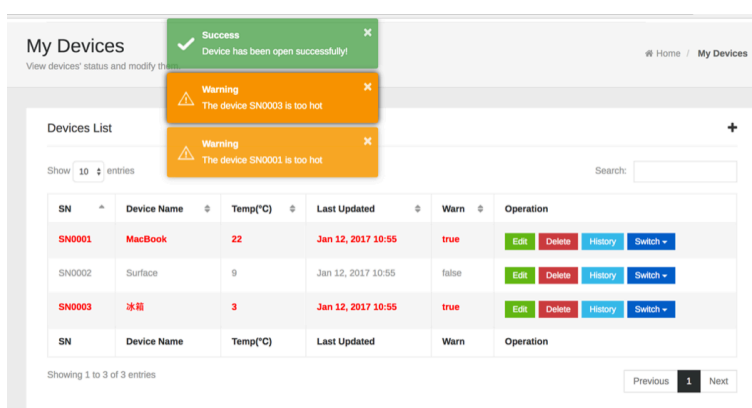 Success
Device has been open successfully!
My Devices
View devices' status and modify them
Home / My Devices
Warning
The device SN0003 is too hot
Devices List
Warning
The device SN0001 is too hot
Show 10 entries
Search:
SN Device Name Temp(°C) Last Updated Warn Operation
SN0001 MacBook 22 Jan 12, 2017 10:55 true Edit Delete History Switch
SN0002 Surface 9 Jan 12, 2017 10:55 false Edit Delete History Switch
SN0003 冰箱 3 Jan 12, 2017 10:55 true Edit Delete History Switch
SN Device Name Temp(°C) Last Updated Warn Operation
Showing 1 to 3 of 3 entries
Previous 1 Next